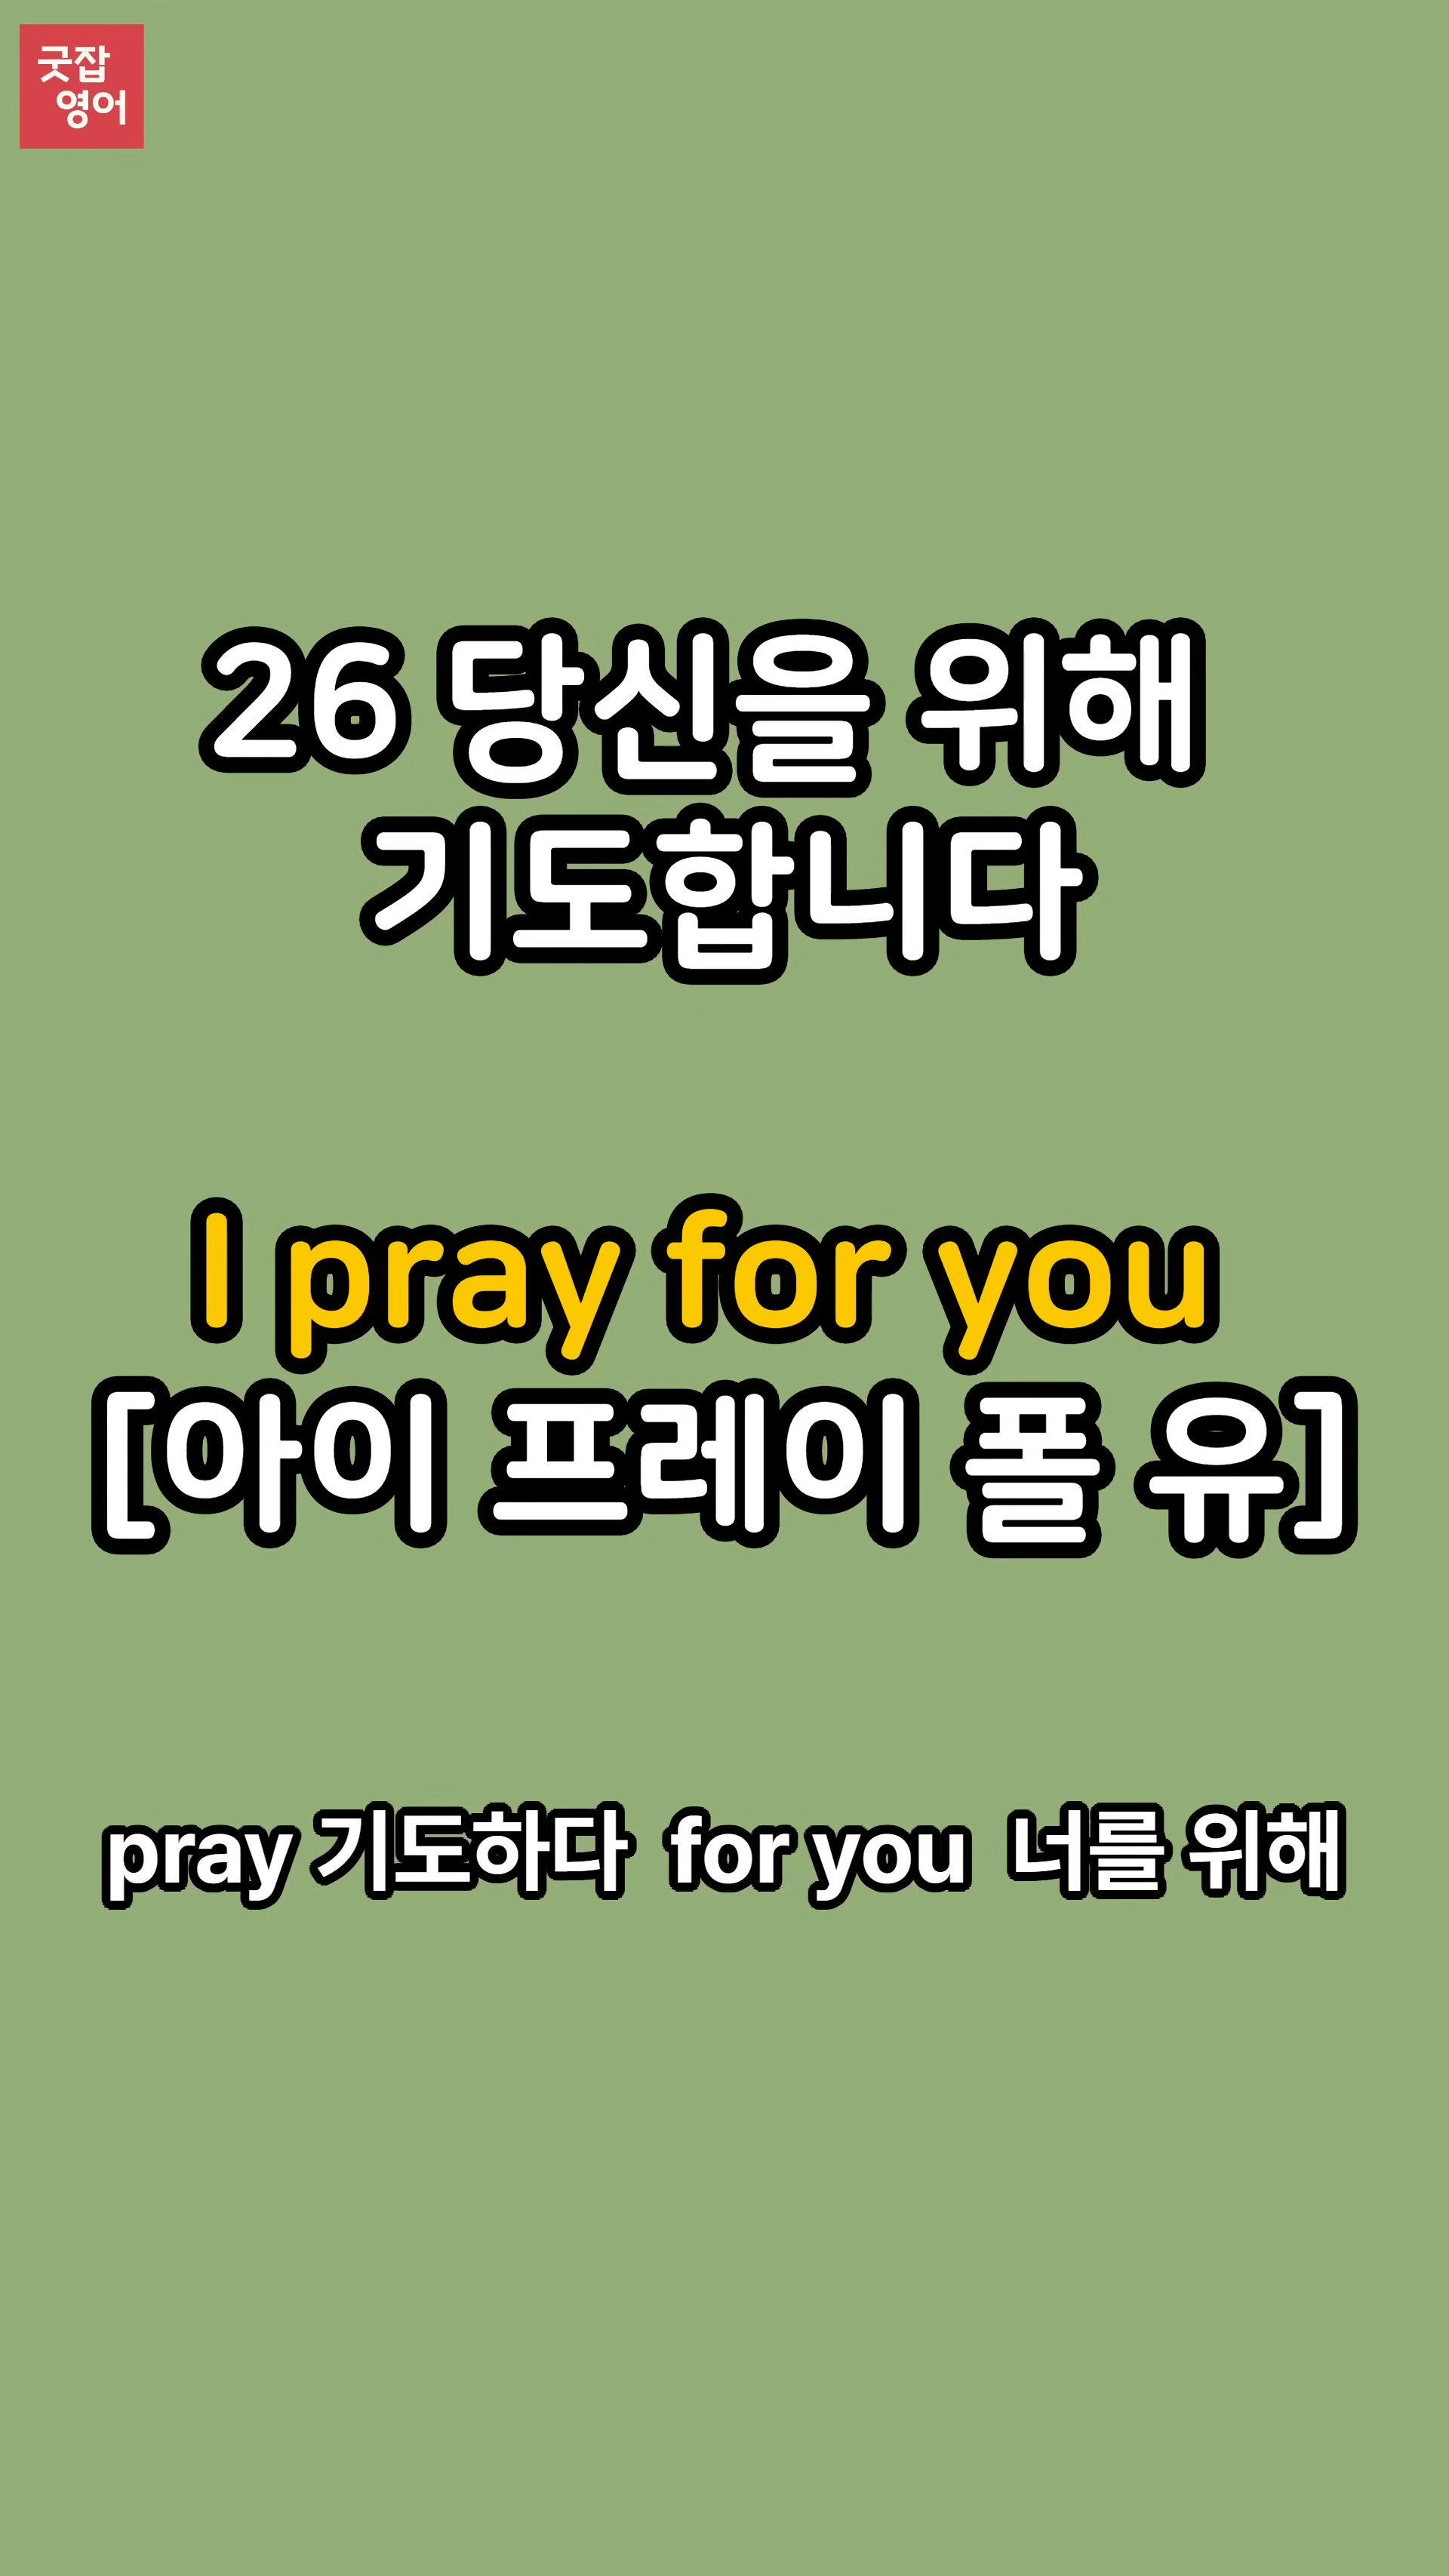 굿잡
영어
26 당신을 위해
기도합니다
I pray for you
[아이 프레이 폴 유]
pray 기도하다 for you 너를 위해